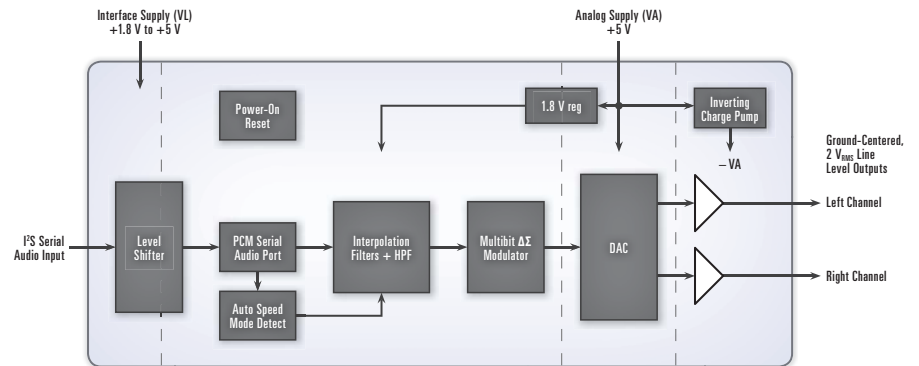 Interface Supply (VL)
+1.8 V to +5 V
Analog Supply (VA)
+5 V
Power-On
Reset
1.8 V reg
Inverting
Charge Pump
– VA
Ground-Centered,
2 VRMS Line
Level Outputs
Left Channel
I²S Serial
Audio Input
Level
Shifter
PCM Serial
Audio Port
Interpolation
Filters + HPF
Multibit ΔΣ
Modulator
DAC
Right Channel
Auto Speed
Mode Detect